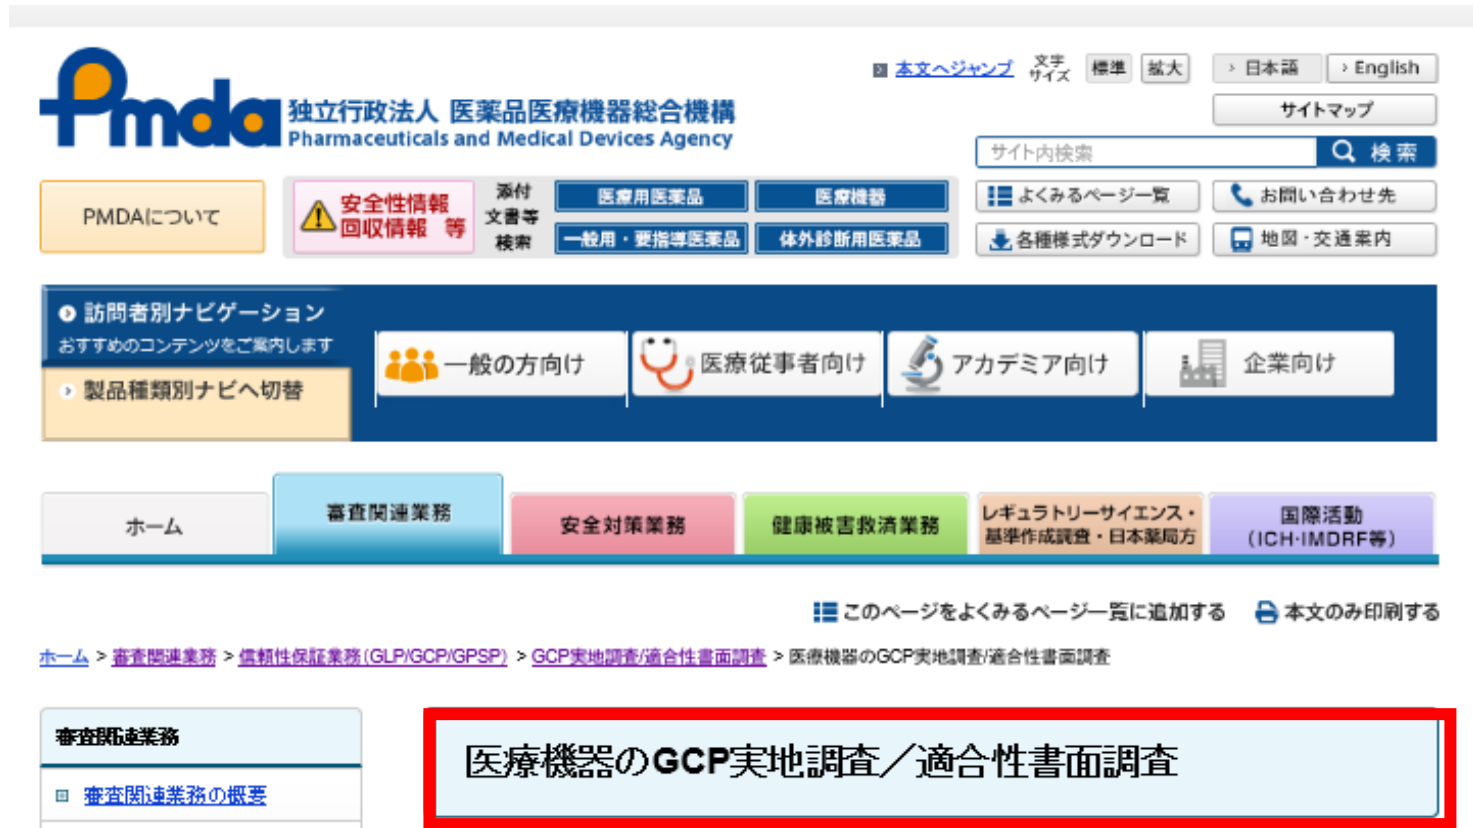 本文へジャンプ 文字サイズ 標準 拡大 日本語 English
Pmda 独立行政法人 医薬品医療機器総合機構
Pharmaceuticals and Medical Devices Agency
サイトマップ
サイト内検索 検索
PMDAについて
安全性情報
回収情報 等
添付
文書等
検索
医療用医薬品 医療機器
一般用・要指導医薬品 体外診断用医薬品
よくみるページ一覧 お問い合わせ先
各種様式ダウンロード 地図・交通案内
訪問者別ナビゲーション
おすすめのコンテンツをご案内します
製品種類別ナビへ切替
一般の方向け 医療従事者向け アカデミア向け 企業向け
ホーム
審査関連業務
安全対策業務
健康被害救済業務
レギュラトリーサイエンス・
基準作成調査・日本薬局方
国際活動
(ICH・IMDRF等)
このページをよくみるページ一覧に追加する 本文のみ印刷する
ホーム > 審査関連業務 > 信頼性保証業務(GLP/GCP/GPSP) > GCP実地調査/適合性書面調査 > 医療機器のGCP実地調査/適合性書面調査
審査関連業務
審査関連業務の概要
医療機器のGCP実地調査／適合性書面調査